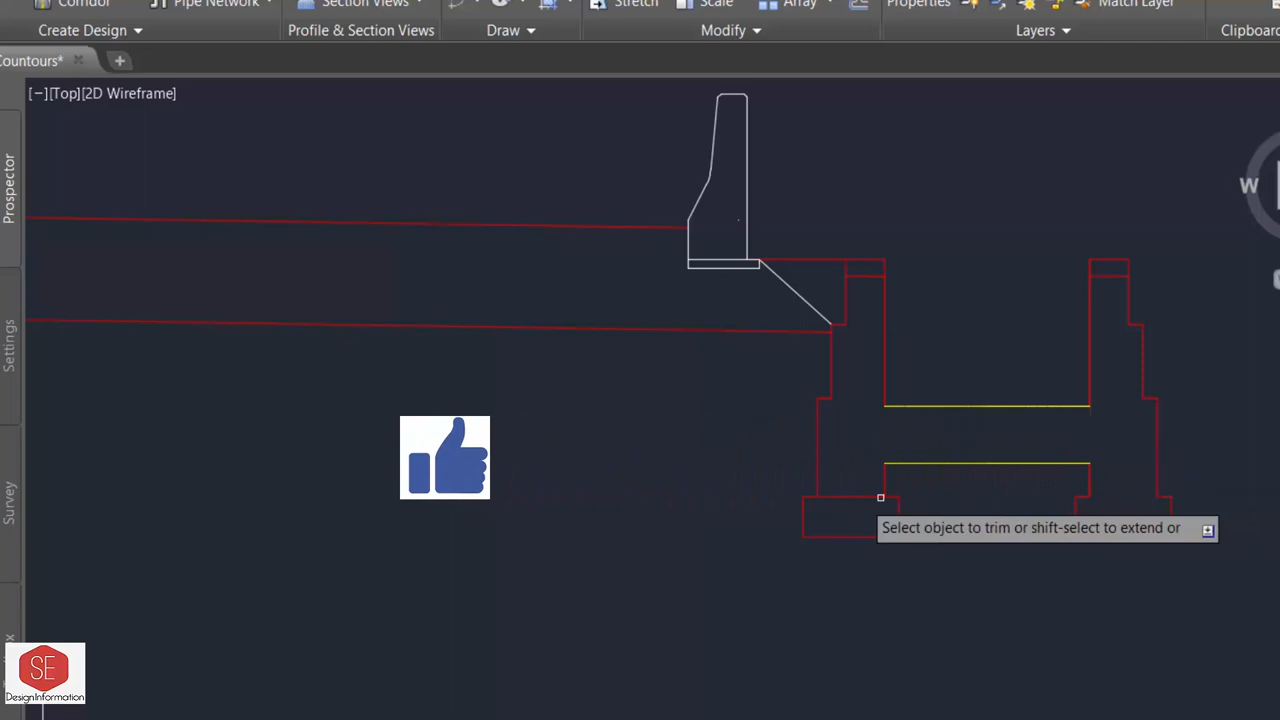 Corridor
Pipe Network
Section Views
Stretch
Scale
Array
Properties
Match Layer
Create Design
Profile & Section Views
Draw
Modify
Layers
Clipboard
Countours*
[−][Top][2D Wireframe]
Prospector
Settings
Survey
W
Select object to trim or shift-select to extend or
SE
DesignInformation